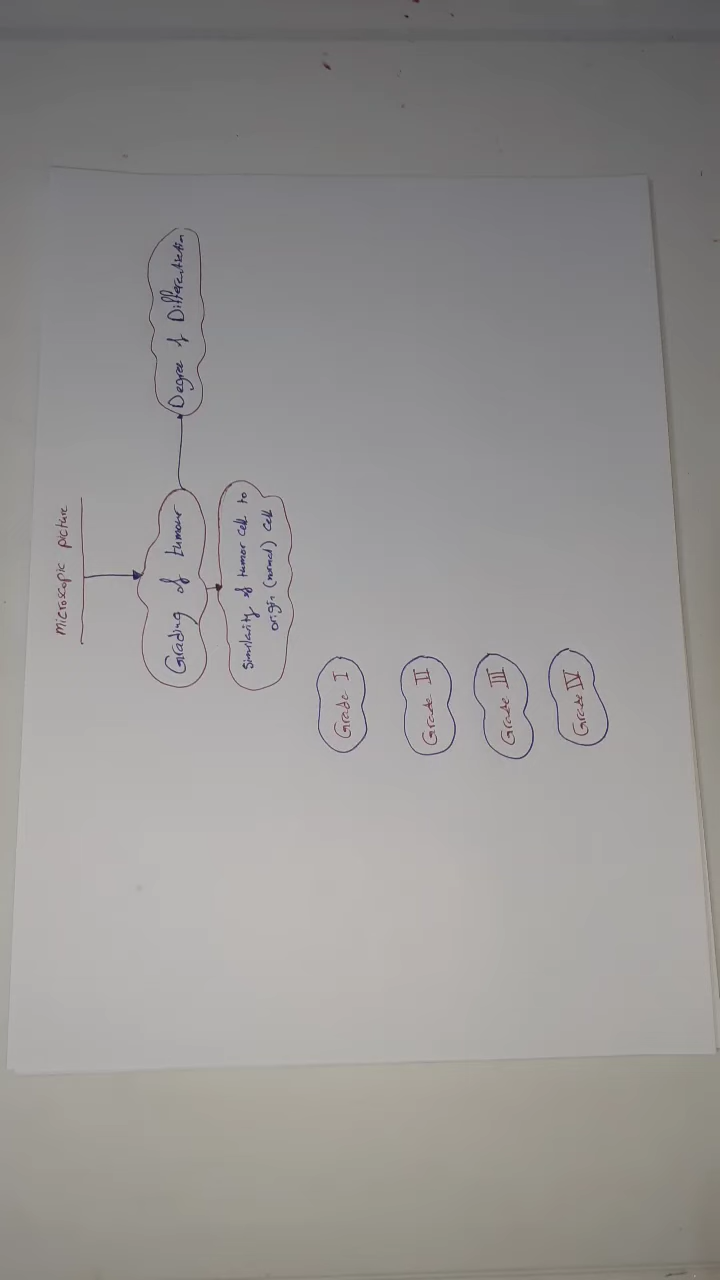 microscopic picture
Grading of tumour
Degree of Differentiation
Similarity of tumor cell to
origin (normal) cell
Grade I
Grade II
Grade III
Grade IV